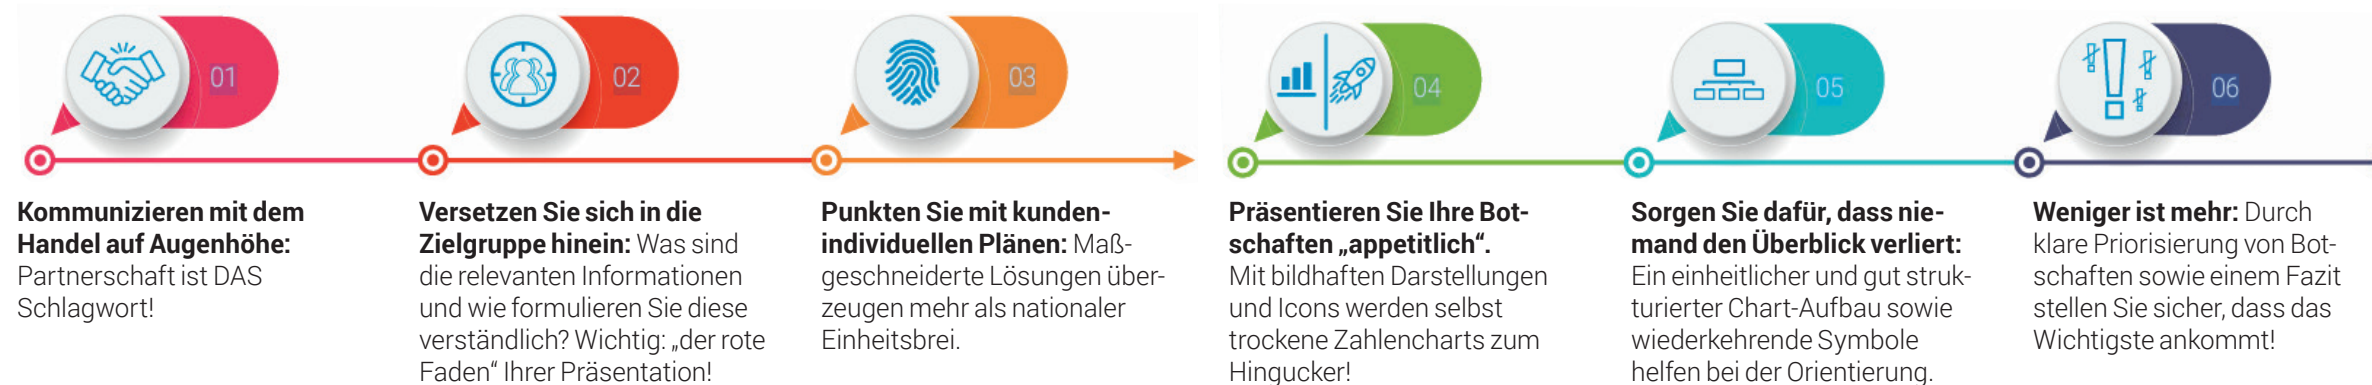 01
Kommunizieren mit dem
Handel auf Augenhöhe:
Partnerschaft ist DAS
Schlagwort!
02
Versetzen Sie sich in die
Zielgruppe hinein: Was sind
die relevanten Informationen
und wie formulieren Sie diese
verständlich? Wichtig: „der rote
Faden“ Ihrer Präsentation!
03
Punkten Sie mit kunden-
individuellen Plänen: Maß-
geschneiderte Lösungen über-
zeugen mehr als nationaler
Einheitsbrei.
04
Präsentieren Sie Ihre Bot-
schaften „appetitlich“.
Mit bildhaften Darstellungen
und Icons werden selbst
trockene Zahlencharts zum
Hingucker!
05
Sorgen Sie dafür, dass nie-
mand den Überblick verliert:
Ein einheitlicher und gut struk-
turierter Chart-Aufbau sowie
wiederkehrende Symbole
helfen bei der Orientierung.
06
Weniger ist mehr: Durch
klare Priorisierung von Bot-
schaften sowie einem Fazit
stellen Sie sicher, dass das
Wichtigste ankommt!